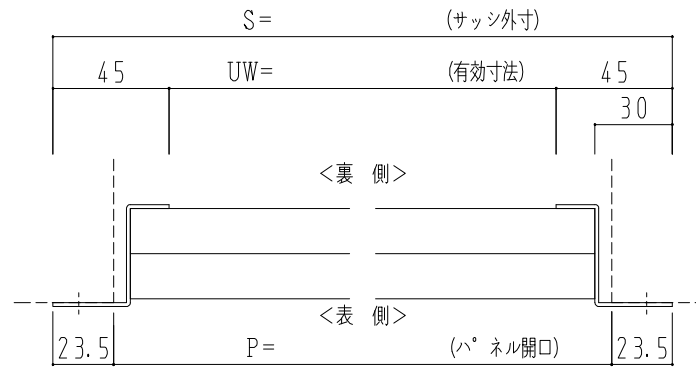 S= (サッシ外寸)
45 UW= (有効寸法) 45
30
<裏 側>
<表 側>
23.5 P= (パネル開口) 23.5